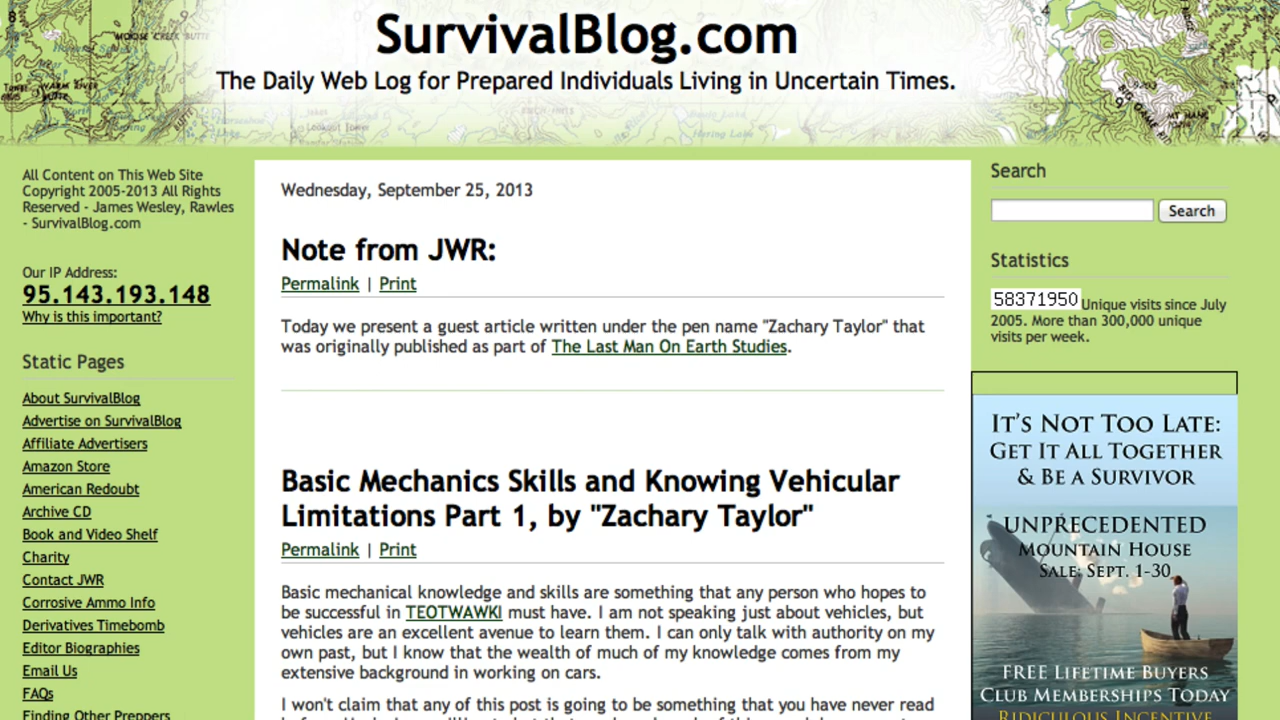 SurvivalBlog.com
The Daily Web Log for Prepared Individuals Living in Uncertain Times.
All Content on This Web Site
Copyright 2005-2013 All Rights
Reserved - James Wesley, Rawles
- SurvivalBlog.com
Our IP Address:
95.143.193.148
Why is this important?
Static Pages
About SurvivalBlog
Advertise on SurvivalBlog
Affiliate Advertisers
Amazon Store
American Redoubt
Archive CD
Book and Video Shelf
Charity
Contact JWR
Corrosive Ammo Info
Derivatives Timebomb
Editor Biographies
Email Us
FAQs
Finding Other Preppers
Wednesday, September 25, 2013
Note from JWR:
Permalink | Print
Today we present a guest article written under the pen name "Zachary Taylor" that
was originally published as part of The Last Man On Earth Studies.
Basic Mechanics Skills and Knowing Vehicular
Limitations Part 1, by "Zachary Taylor"
Permalink | Print
Basic mechanical knowledge and skills are something that any person who hopes to
be successful in TEOTWAWKI must have. I am not speaking just about vehicles, but
vehicles are an excellent avenue to learn them. I can only talk with authority on my
own past, but I know that the wealth of much of my knowledge comes from my
extensive background in working on cars.
I won't claim that any of this post is going to be something that you have never read
Search
Search
Statistics
58371950 Unique visits since July
2005. More than 300,000 unique
visits per week.
IT'S NOT TOO LATE:
GET IT ALL TOGETHER
& BE A SURVIVOR
UNPRECEDENTED
MOUNTAIN HOUSE
SALE: SEPT. 1-30
FREE LIFETIME BUYERS
CLUB MEMBERSHIPS TODAY
RIDICULOUS INCENTIVE